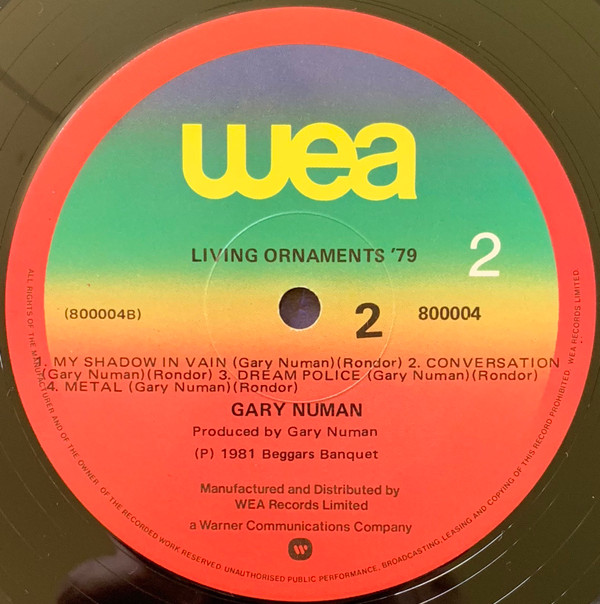 wea
LIVING ORNAMENTS '79
2
(800004B)
2
800004
1. MY SHADOW IN VAIN (Gary Numan)(Rondor) 2. CONVERSATION
(Gary Numan)(Rondor) 3. DREAM POLICE (Gary Numan)(Rondor)
4. METAL (Gary Numan)(Rondor)
GARY NUMAN
Produced by Gary Numan
(P) 1981 Beggars Banquet
Manufactured and Distributed by
WEA Records Limited
a Warner Communications Company
ALL RIGHTS OF THE MANUFACTURER AND OF THE OWNER OF THE RECORDED WORK RESERVED. UNAUTHORISED PUBLIC PERFORMANCE, BROADCASTING, LEASING AND COPYING OF THIS RECORD PROHIBITED. WEA RECORDS LIMITED.